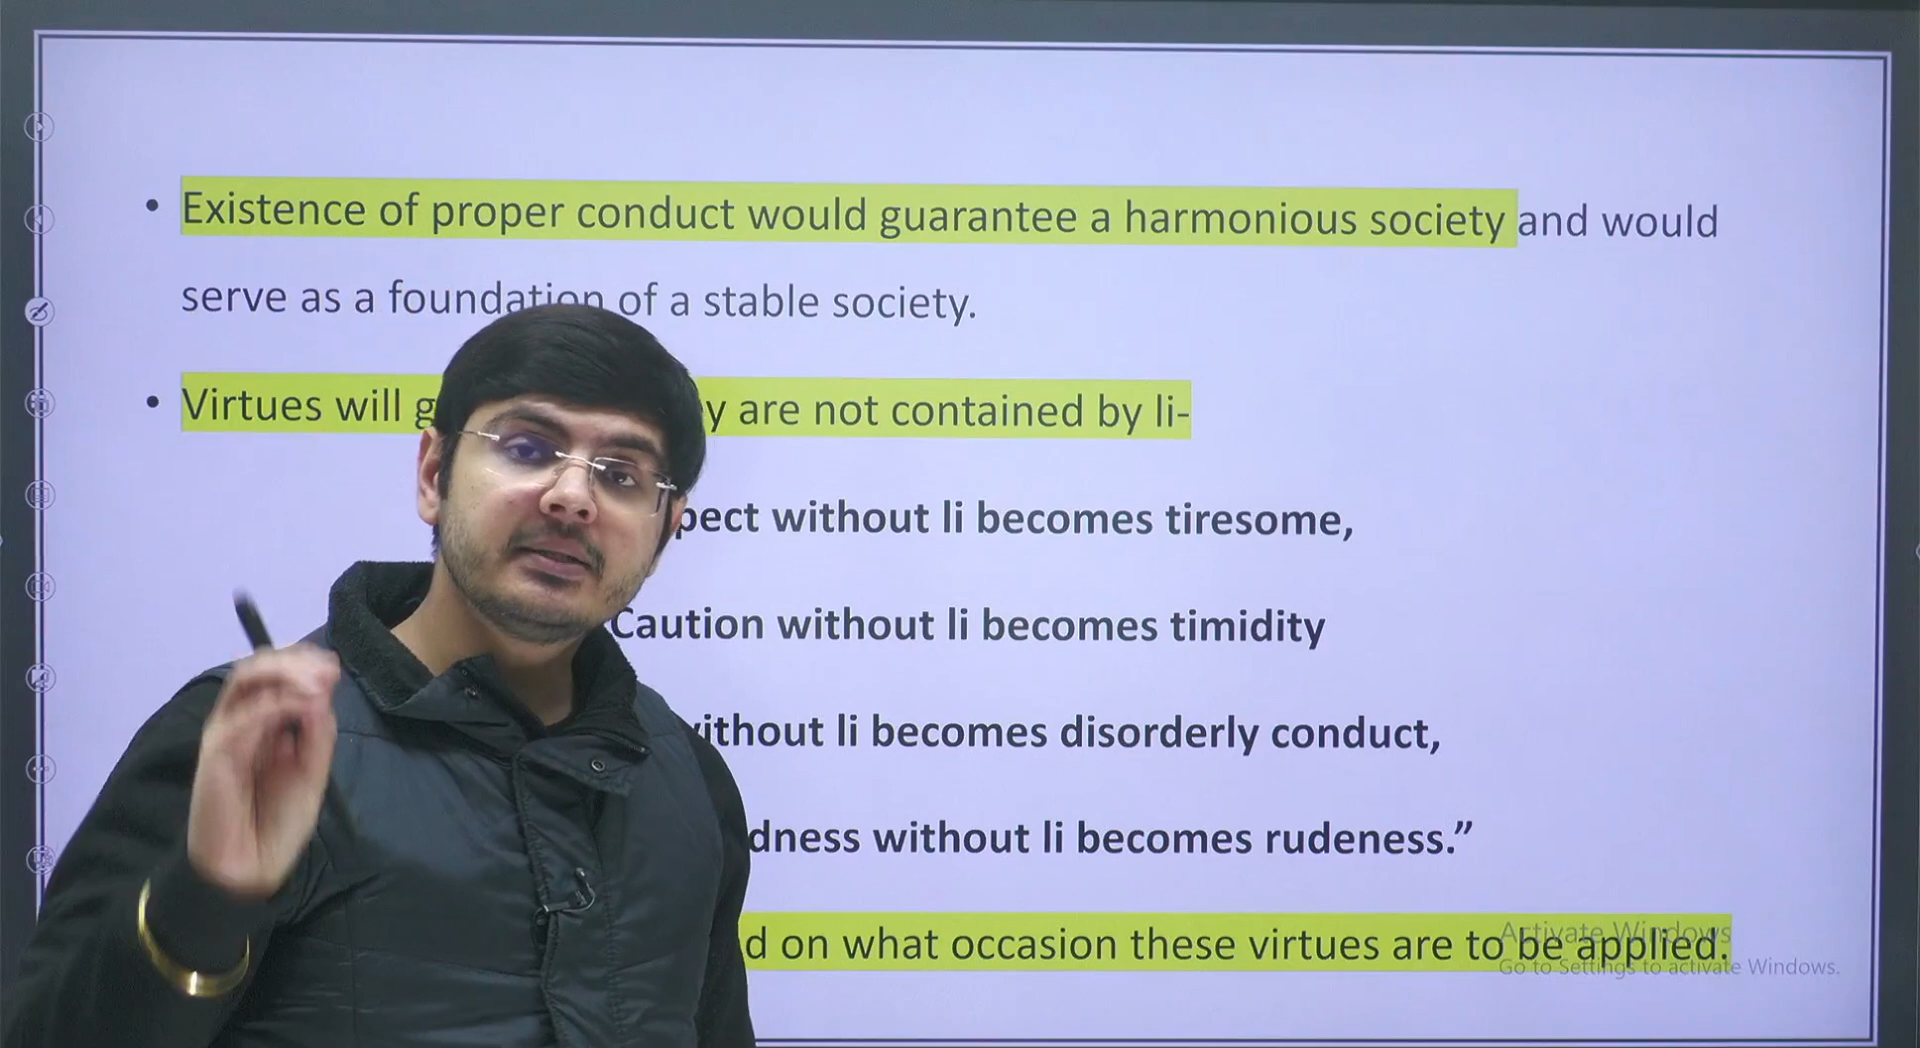 • Existence of proper conduct would guarantee a harmonious society and would
serve as a foundation of a stable society.
• Virtues will are not contained by li-
without li becomes tiresome,
Caution without li becomes timidity
without li becomes disorderly conduct,
without li becomes rudeness.”
on what occasion these virtues are to be applied.
Activate Windows
Go to Settings to activate Windows.